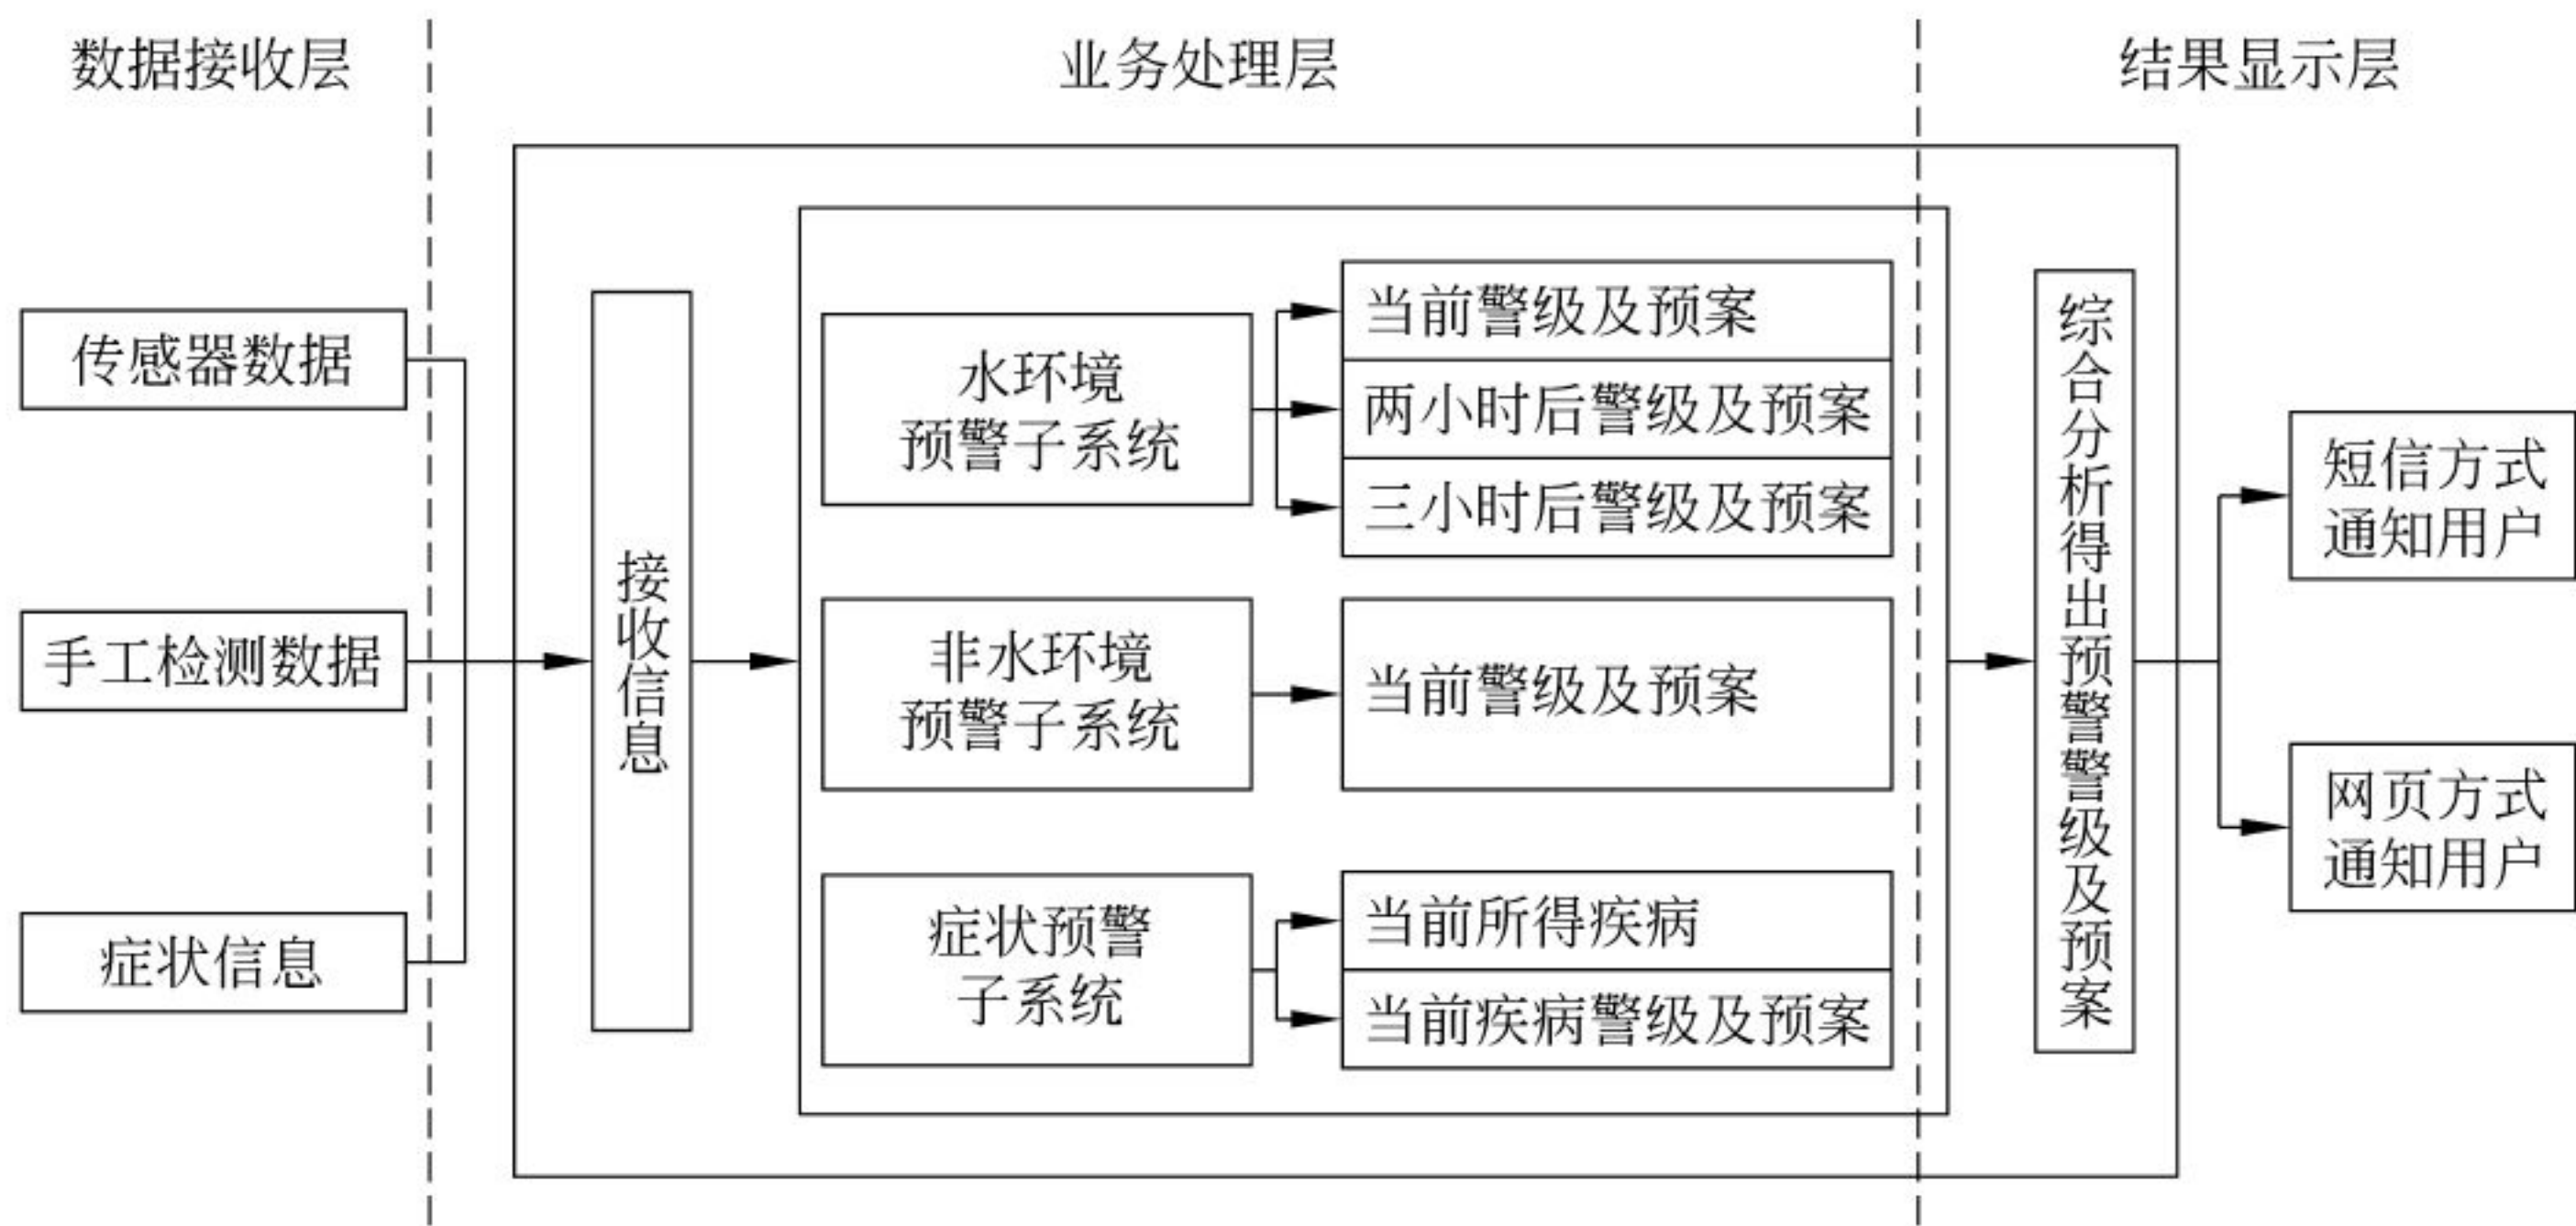 数据接收层
业务处理层
结果显示层
传感器数据
手工检测数据
症状信息
接收信息
水环境
预警子系统
当前警级及预案
两小时后警级及预案
三小时后警级及预案
非水环境
预警子系统
当前警级及预案
症状预警
子系统
当前所得疾病
当前疾病警级及预案
综合分析得出预警警级及预案
短信方式
通知用户
网页方式
通知用户